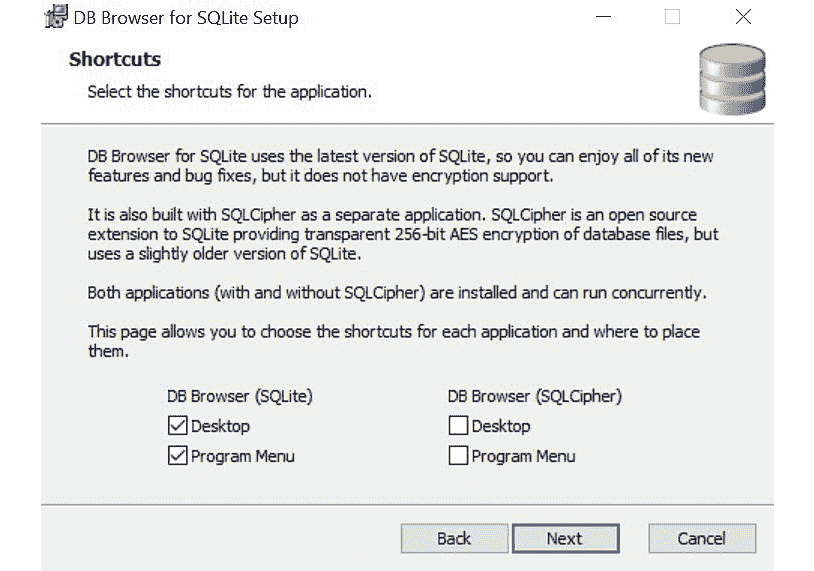 DB Browser for SQLite Setup
Shortcuts
Select the shortcuts for the application.
DB Browser for SQLite uses the latest version of SQLite, so you can enjoy all of its new
features and bug fixes, but it does not have encryption support.
It is also built with SQLCipher as a separate application. SQLCipher is an open source
extension to SQLite providing transparent 256-bit AES encryption of database files, but
uses a slightly older version of SQLite.
Both applications (with and without SQLCipher) are installed and can run concurrently.
This page allows you to choose the shortcuts for each application and where to place
them.
DB Browser (SQLite) DB Browser (SQLCipher)
Desktop Desktop
Program Menu Program Menu
Back Next Cancel